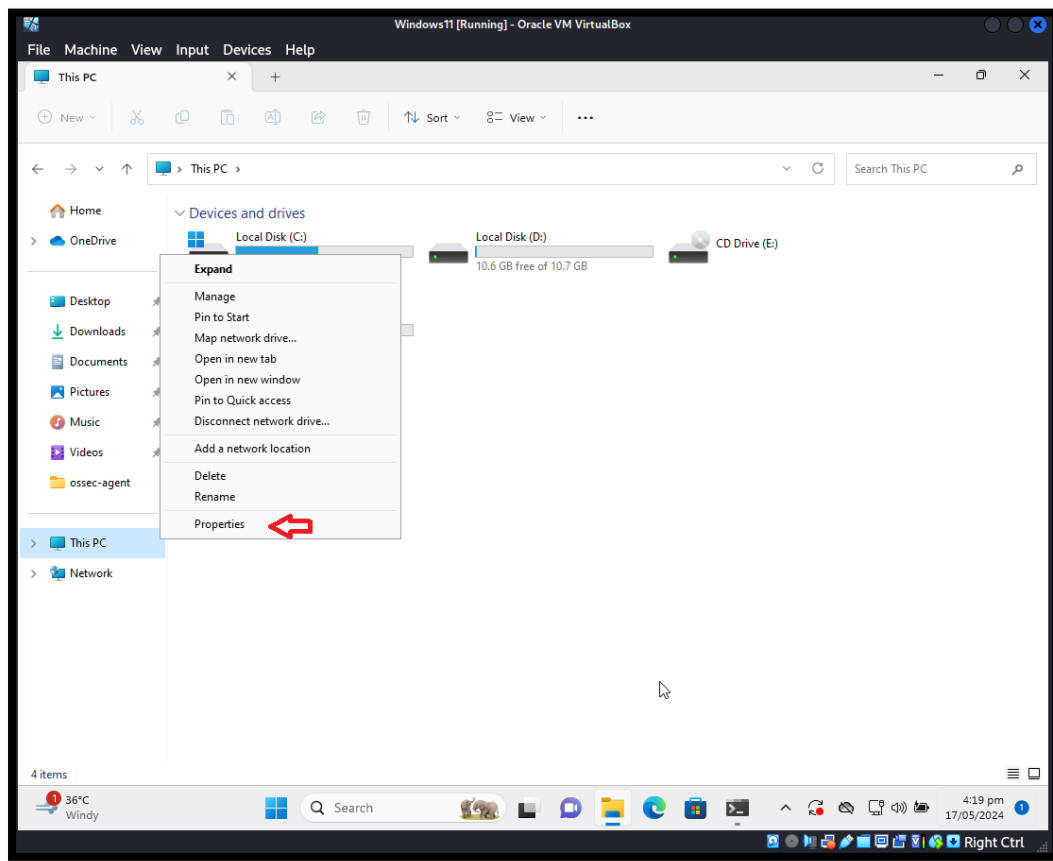 Windows11 [Running] - Oracle VM VirtualBox
File Machine View Input Devices Help
This PC
New Sort View
This PC Search This PC
Home
OneDrive
Desktop
Downloads
Documents
Pictures
Music
Videos
ossec-agent
This PC
Network
Devices and drives
Local Disk (C:)
Local Disk (D:)
10.6 GB free of 10.7 GB
CD Drive (E:)
Expand
Manage
Pin to Start
Map network drive...
Open in new tab
Open in new window
Pin to Quick access
Disconnect network drive...
Add a network location
Delete
Rename
Properties
4 items
1
36°C
Windy
Search
4:19 pm
17/05/2024
1
Right Ctrl